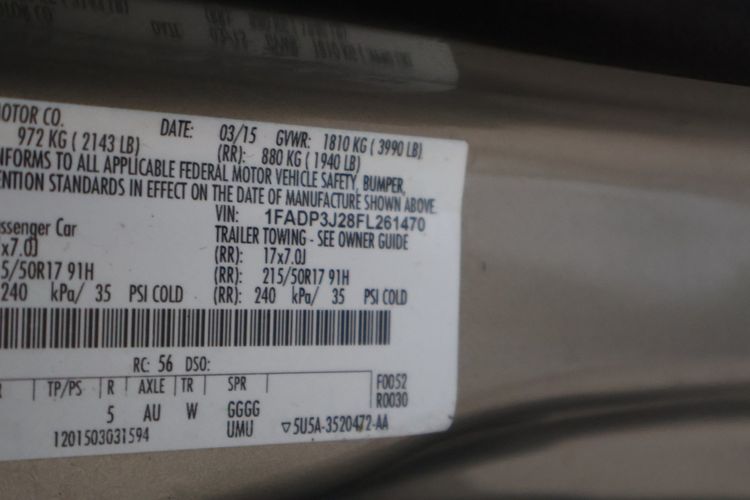 MOTOR CO.
DATE: 03/15 GVWR: 1810 KG ( 3990 LB)
972 KG ( 2143 LB) (RR): 880 KG ( 1940 LB)
NFORMS TO ALL APPLICABLE FEDERAL MOTOR VEHICLE SAFETY, BUMPER,
ENTION STANDARDS IN EFFECT ON THE DATE OF MANUFACTURE SHOWN ABOVE.
VIN: 1FADP3J28FL261470
ssenger Car TRAILER TOWING - SEE OWNER GUIDE
x7.0J (RR): 17x7.0J
5/50R17 91H (RR): 215/50R17 91H
240 kPa/ 35 PSI COLD (RR): 240 kPa/ 35 PSI COLD
RC: 56 DSO:
R TP/PS R AXLE TR SPR F0052
R0030
5 AU W GGGG
UMU
1201503031594 ▽5U5A-3520472-AA